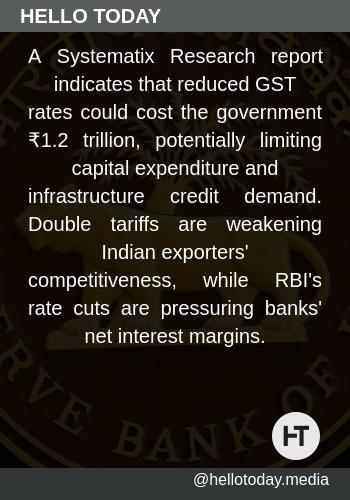 HELLO TODAY
A Systematix Research report
indicates that reduced GST
rates could cost the government
₹1.2 trillion, potentially limiting
capital expenditure and
infrastructure credit demand.
Double tariffs are weakening
Indian exporters'
competitiveness, while RBI's
rate cuts are pressuring banks'
net interest margins.
ERVE BANK OF
HT
@hellotoday.media